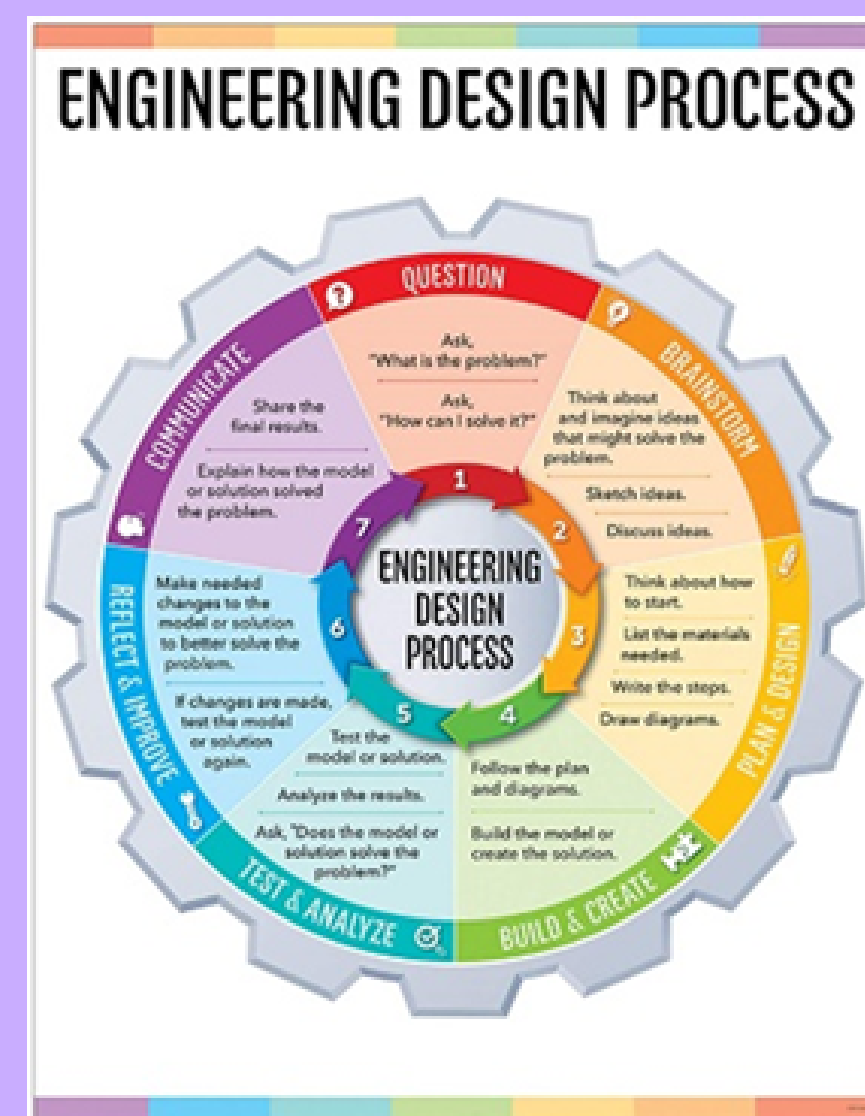 ENGINEERING DESIGN PROCESS
QUESTION
Ask,
"What is the problem?"
Ask,
"How can I solve it?"
1
BRAINSTORM
Think about
and imagine ideas
that might solve the
problem.
Sketch ideas.
Discuss ideas.
2
PLAN & DESIGN
Think about how
to start.
List the materials
needed.
Write the steps.
Draw diagrams.
3
BUILD & CREATE
Follow the plan
and diagrams.
Build the model or
create the solution.
4
TEST & ANALYZE
Test the
model or solution.
Analyze the results.
Ask, "Does the model or
solution solve the
problem?"
5
REFLECT & IMPROVE
Make needed
changes to the
model or solution
to better solve the
problem.
If changes are made,
test the model
or solution
again.
6
COMMUNICATE
Share the
final results.
Explain how the model
or solution solved
the problem.
7
ENGINEERING
DESIGN
PROCESS